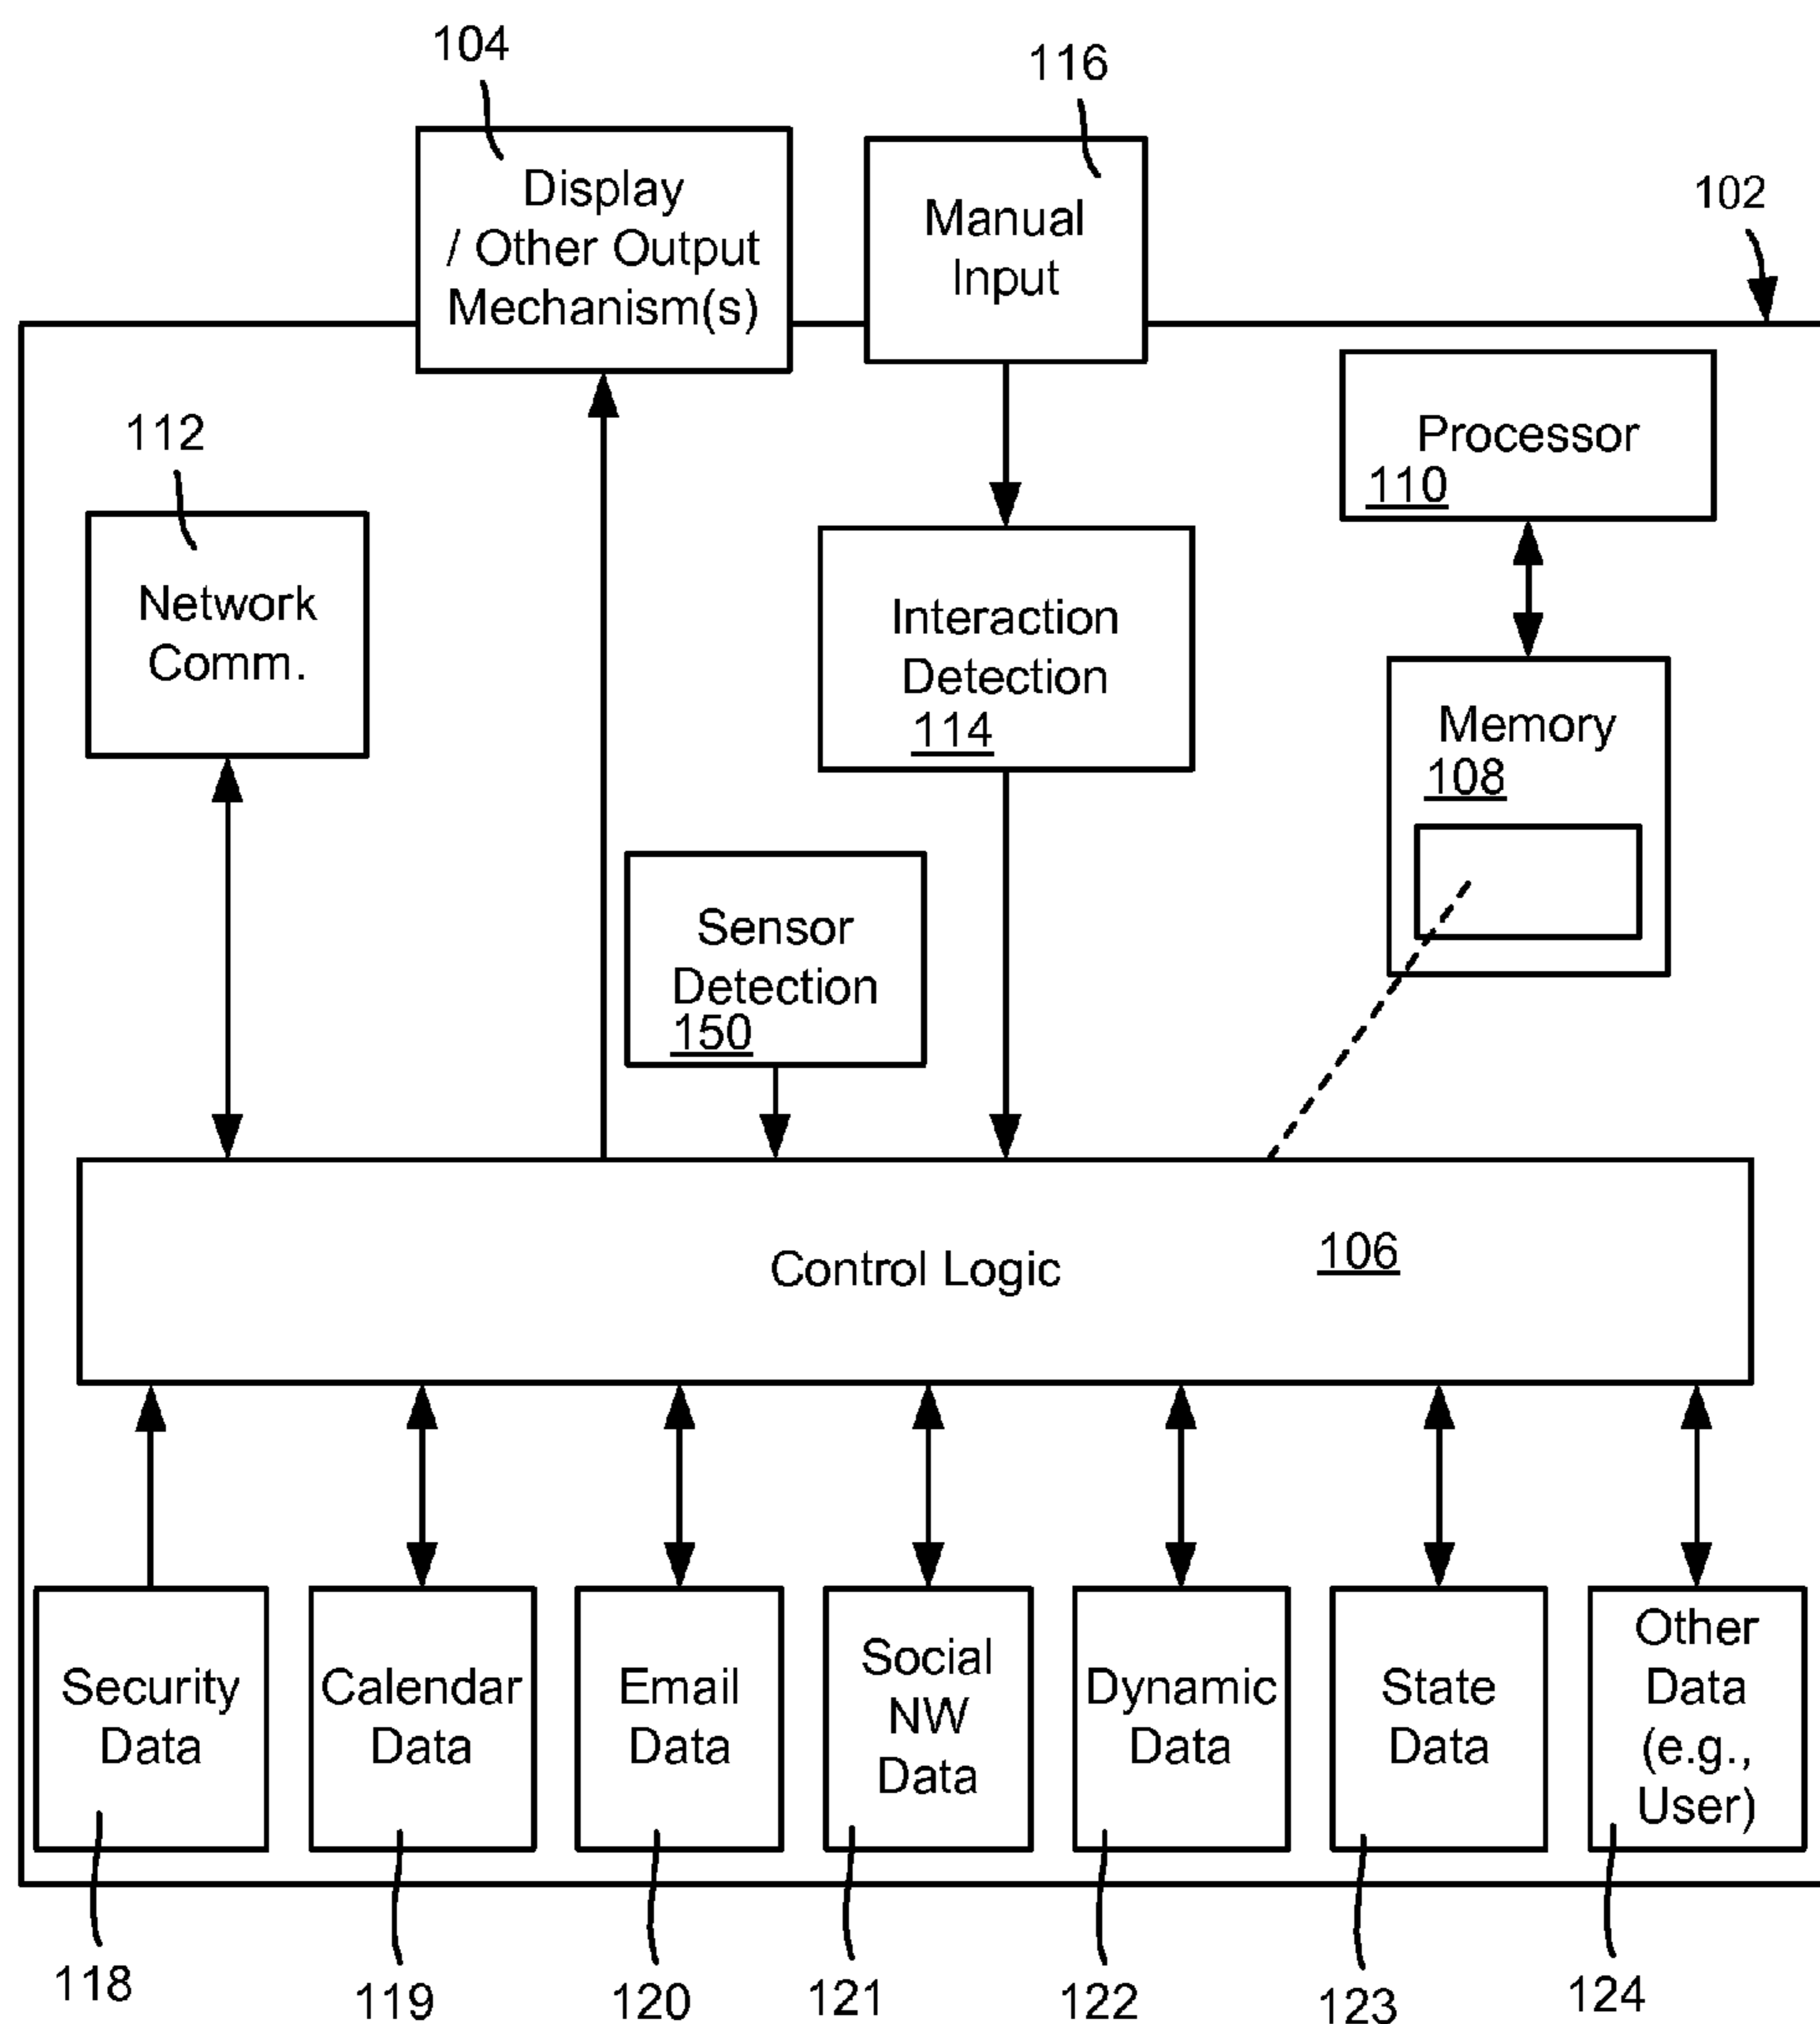 104
116
Display
/ Other Output
Mechanism(s)
Manual
Input
102
112
Processor
110
Network
Comm.
Interaction
Detection
114
Memory
108
Sensor
Detection
150
Control Logic
106
Security
Data
Calendar
Data
Email
Data
Social
NW
Data
Dynamic
Data
State
Data
Other
Data
(e.g.,
User)
118
119
120
121
122
123
124